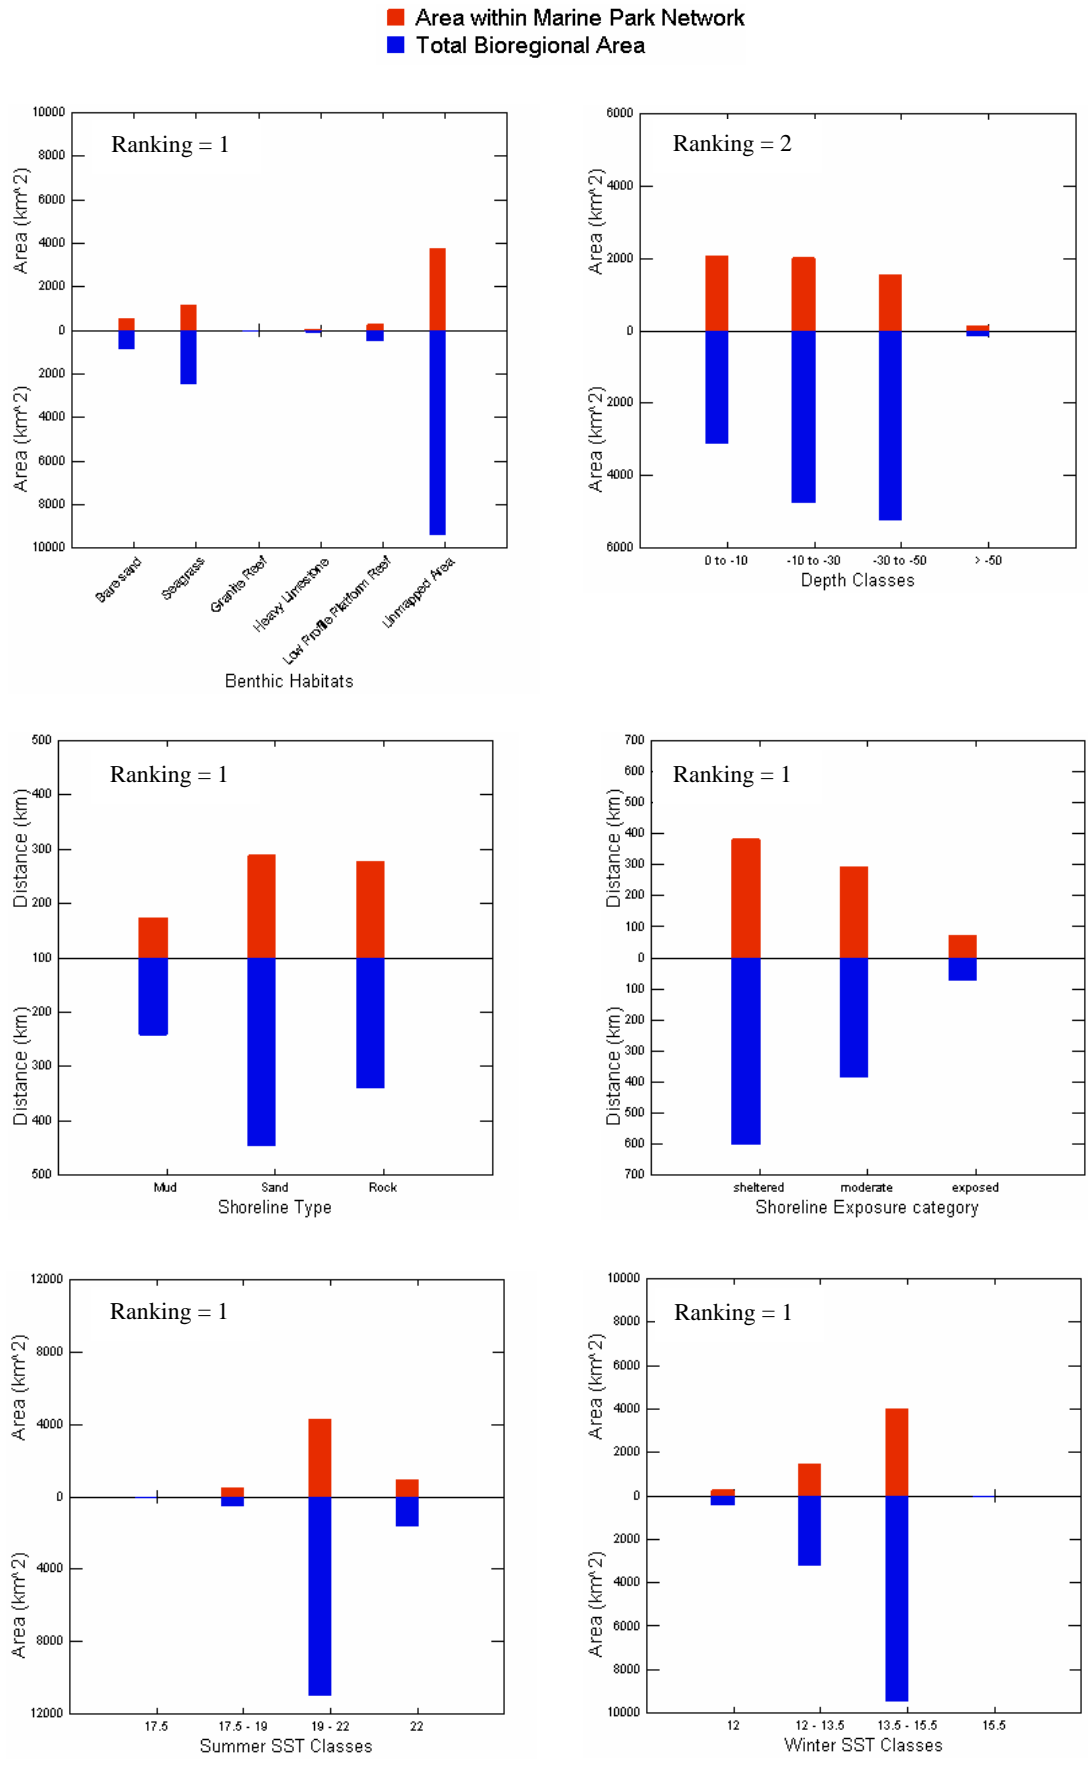 Area within Marine Park Network
Total Bioregional Area
Ranking = 1
10000
8000
6000
4000
2000
0
2000
4000
6000
8000
10000
Area (km^2)
Area (km^2)
Baresand
Seagrass
Granite Reef
Heavy Limestone
Low Profile Platform Reef
Unmapped Area
Benthic Habitats
Ranking = 2
6000
4000
2000
0
2000
4000
6000
Area (km^2)
Area (km^2)
0 to -10
-10 to -30
-30 to -50
> -50
Depth Classes
Ranking = 1
500
400
300
200
100
200
300
400
500
Distance (km)
Distance (km)
Mud
Sand
Rock
Shoreline Type
Ranking = 1
700
600
500
400
300
200
100
0
100
200
300
400
500
600
700
Distance (km)
Distance (km)
sheltered
moderate
exposed
Shoreline Exposure category
Ranking = 1
12000
8000
4000
0
4000
8000
12000
Area (km^2)
Area (km^2)
17.5
17.5 - 19
19 - 22
22
Summer SST Classes
Ranking = 1
10000
8000
6000
4000
2000
0
2000
4000
6000
8000
10000
Area (km^2)
Area (km^2)
12
12 - 13.5
13.5 - 15.5
15.5
Winter SST Classes